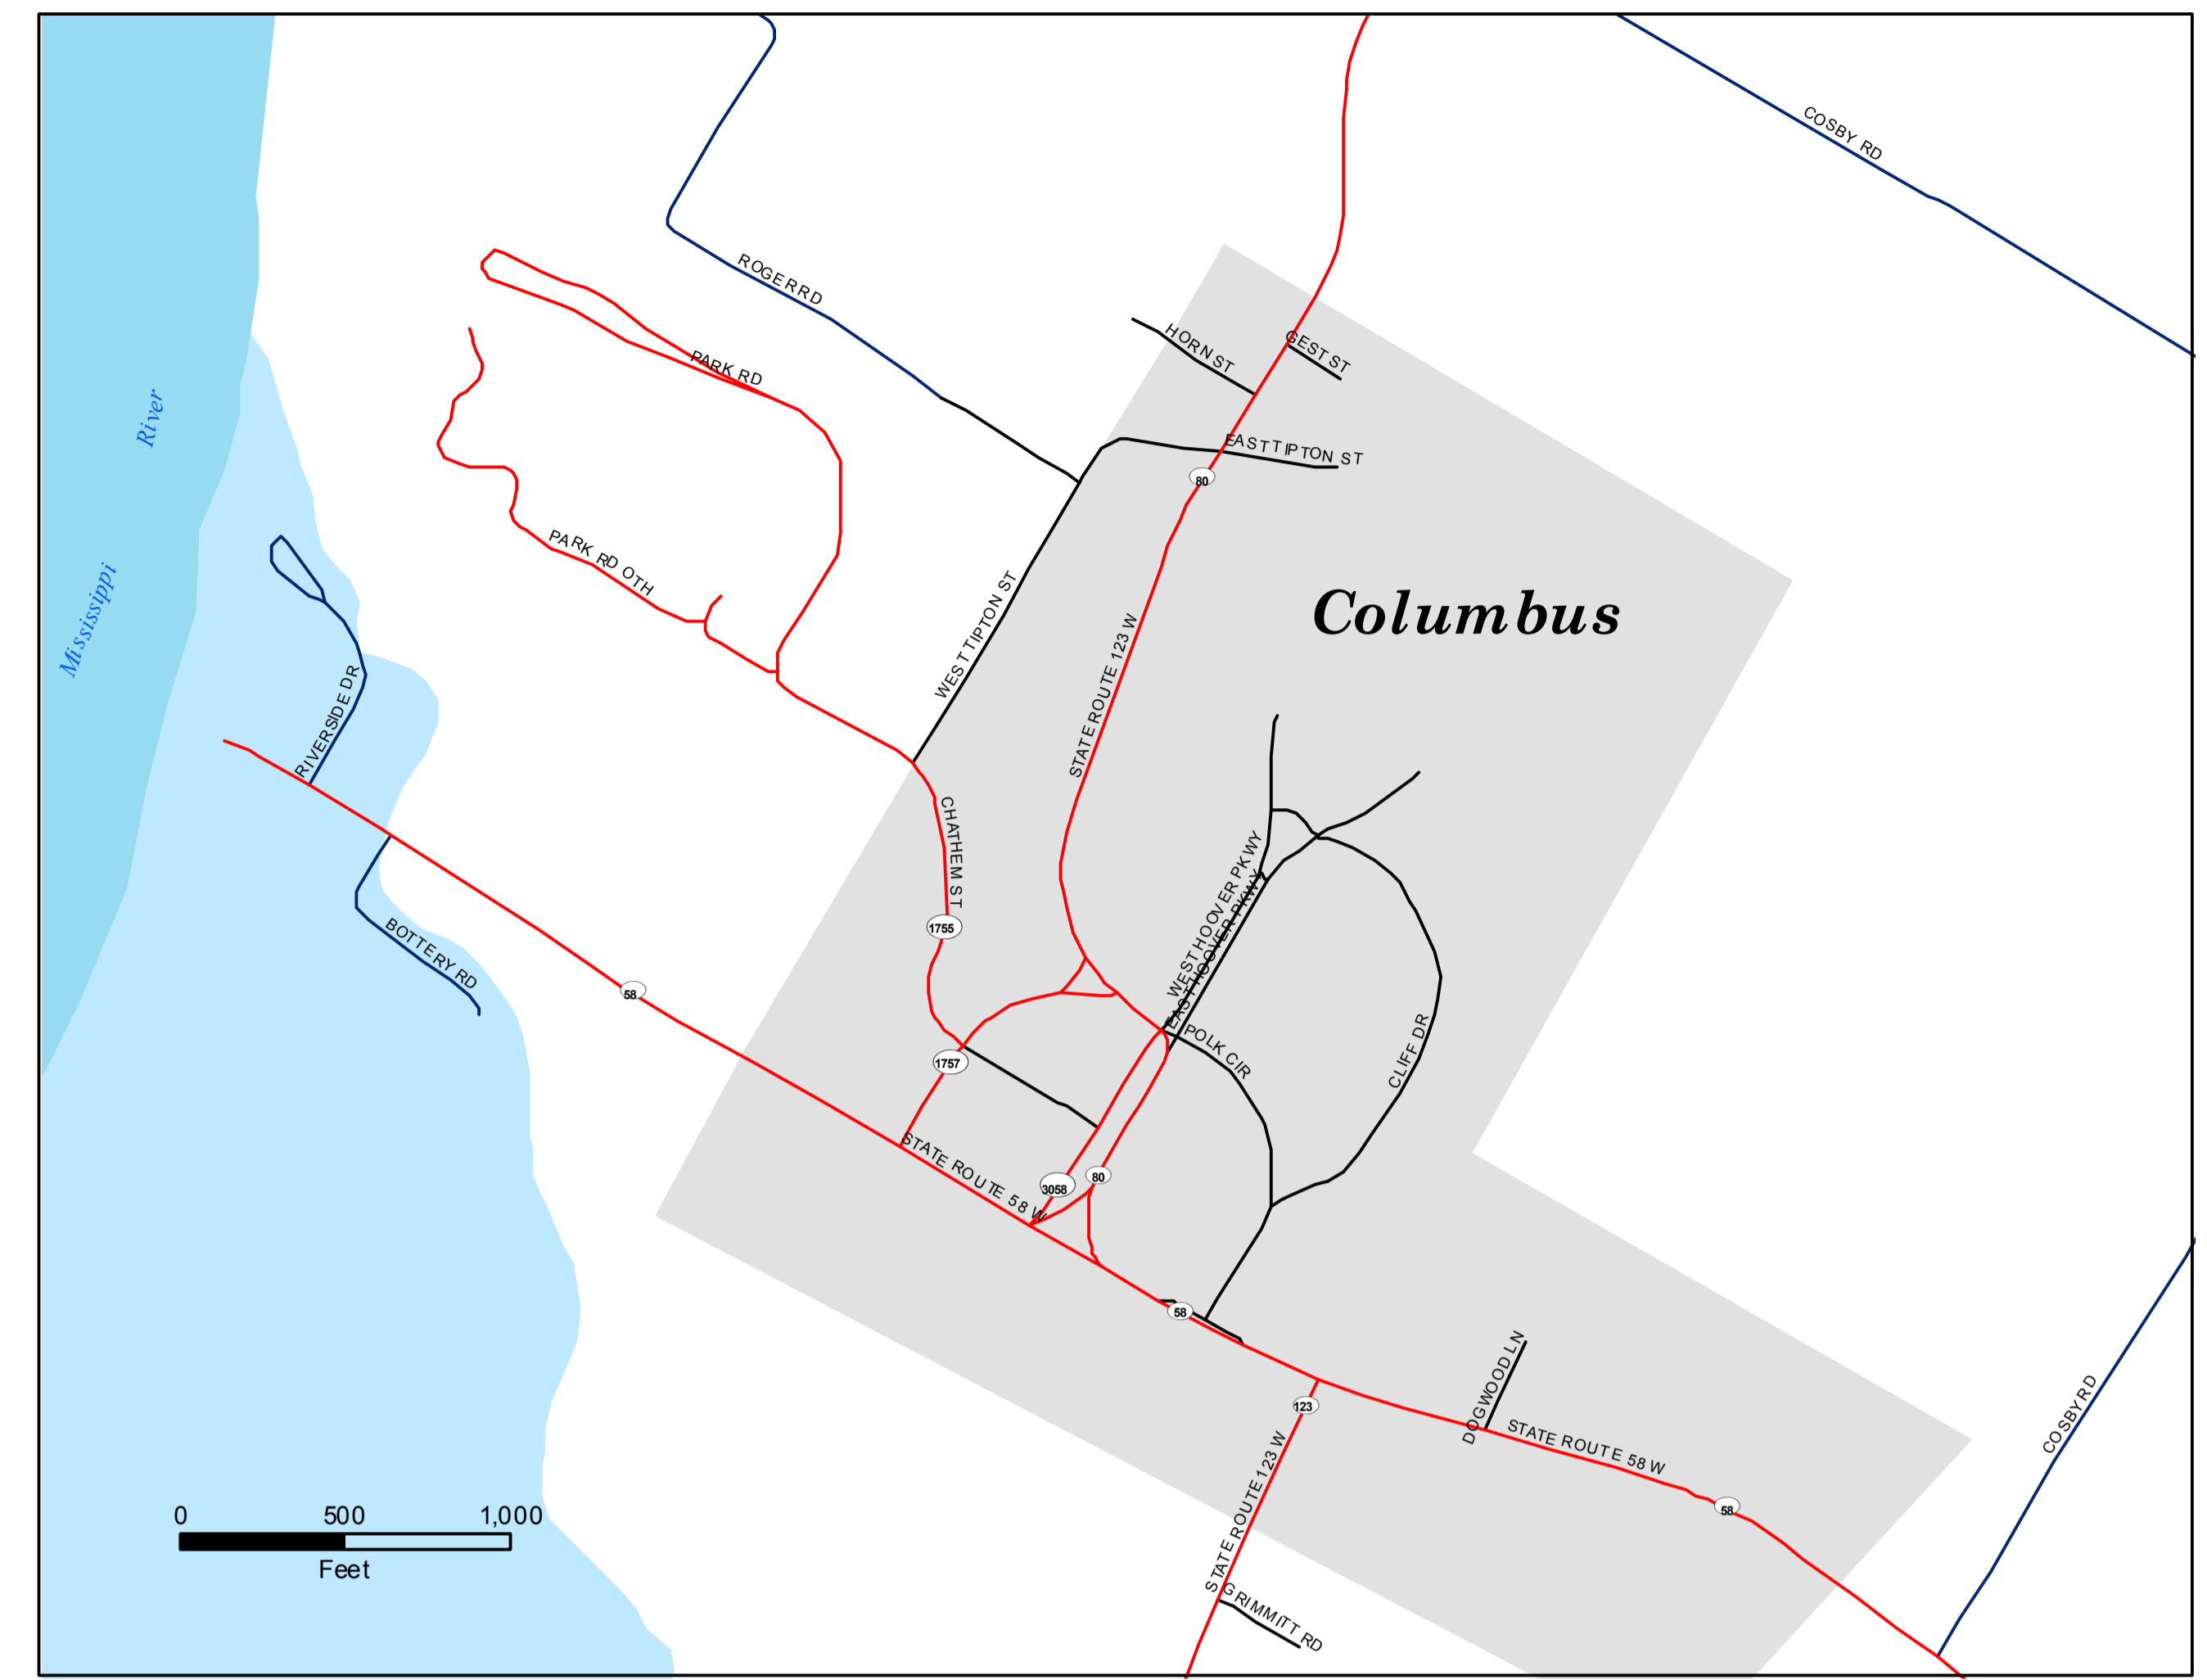 COSBY RD
ROGER RD
HORN ST
GEST ST
PARK RD
EAST TIPTON ST
80
River
Mississippi
PARK RD OTH
WEST TIPTON ST
STATE ROUTE 123 W
Columbus
RIVERSIDE DR
CHATHEM ST
WEST HOOVER PKWY
EAST HOOVER PKWY
1755
BOTTERY RD
58
POLK CIR
CLIFF DR
1757
STATE ROUTE 58 W
3058
80
58
DOGWOOD LN
123
STATE ROUTE 58 W
COSBY RD
STATE ROUTE 123 W
58
0 500 1,000
Feet
GRIMMITT RD